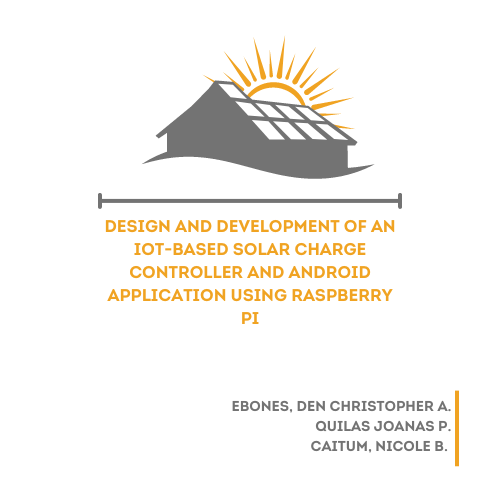 DESIGN AND DEVELOPMENT OF AN
IOT-BASED SOLAR CHARGE
CONTROLLER AND ANDROID
APPLICATION USING RASPBERRY
PI
EBONES, DEN CHRISTOPHER A.
QUILAS JOANAS P.
CAITUM, NICOLE B.